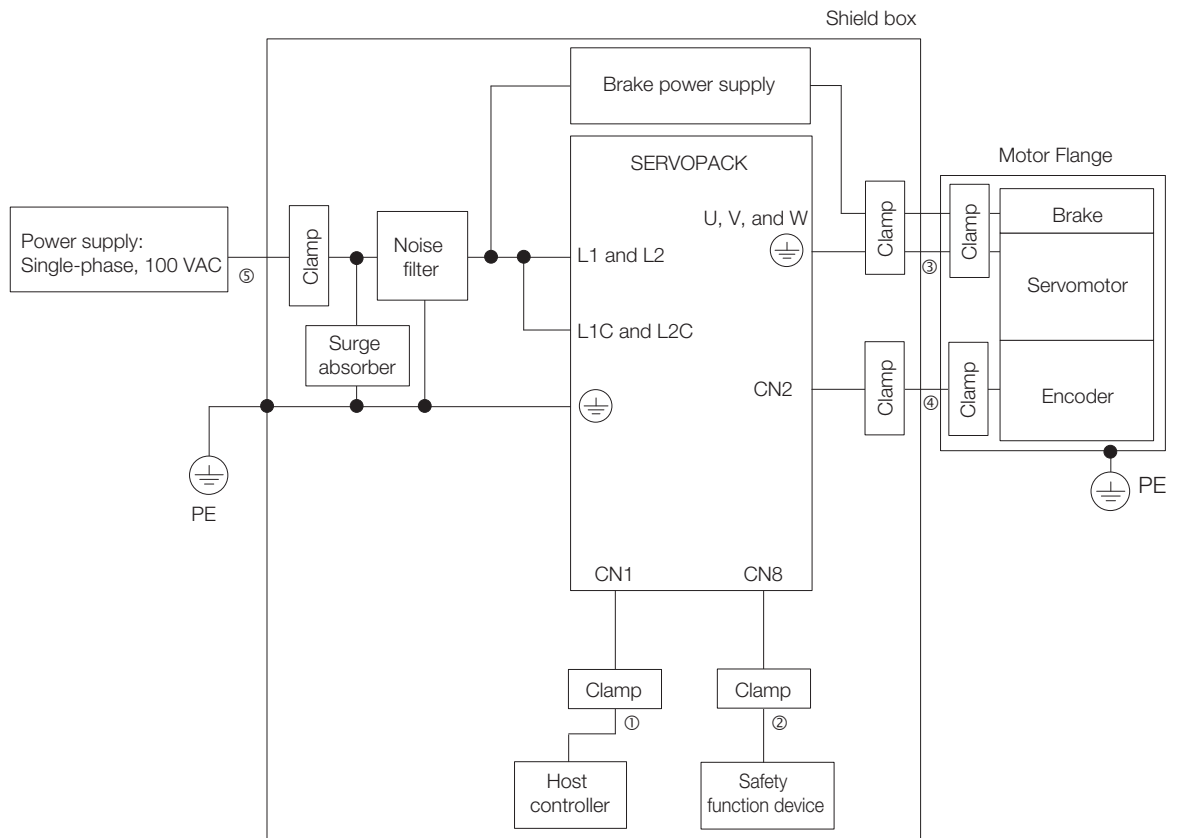 Shield box
Brake power supply
SERVOPACK
Motor Flange
U, V, and W
Clamp
Clamp
Brake
Power supply:
Single-phase, 100 VAC
⑤
Clamp
Noise
filter
L1 and L2
③
Servomotor
L1C and L2C
Surge
absorber
CN2
Clamp
④
Clamp
Encoder
PE
PE
CN1
CN8
Clamp
Clamp
①
②
Host
controller
Safety
function device